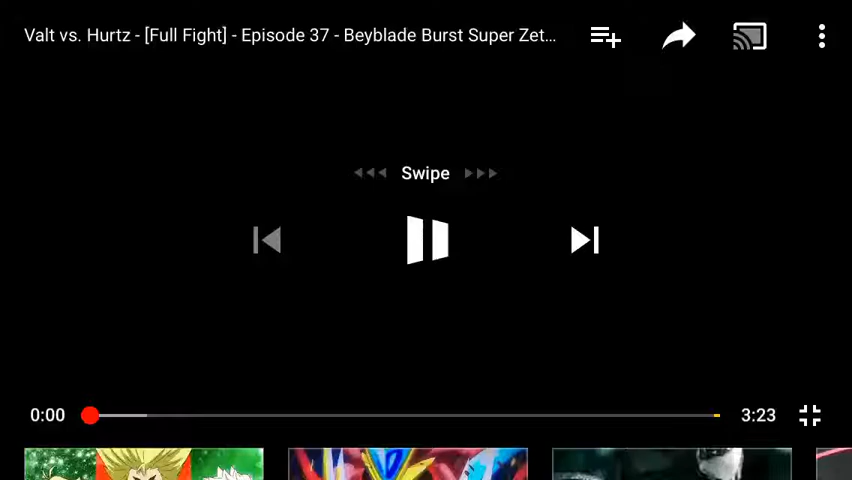 Valt vs. Hurtz - [Full Fight] - Episode 37 - Beyblade Burst Super Zet...
Swipe
0:00
3:23